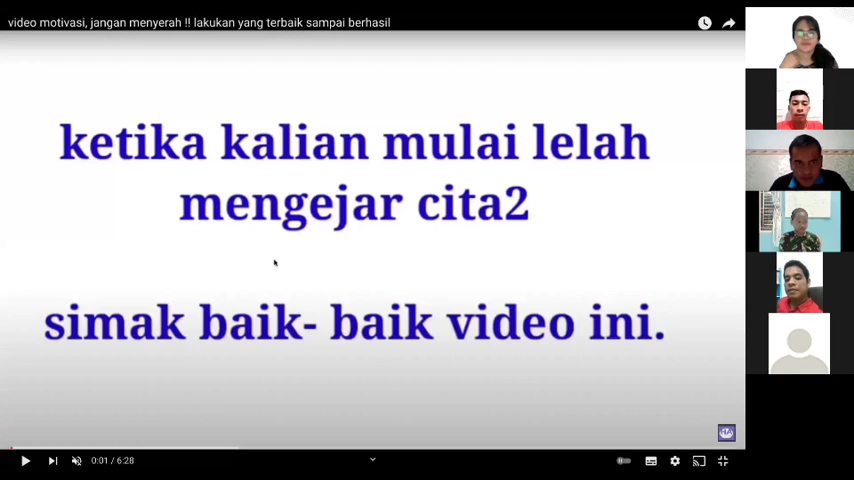 video motivasi, jangan menyerah !! lakukan yang terbaik sampai berhasil
ketika kalian mulai lelah
mengejar cita2
simak baik- baik video ini.
0:01 / 6:28